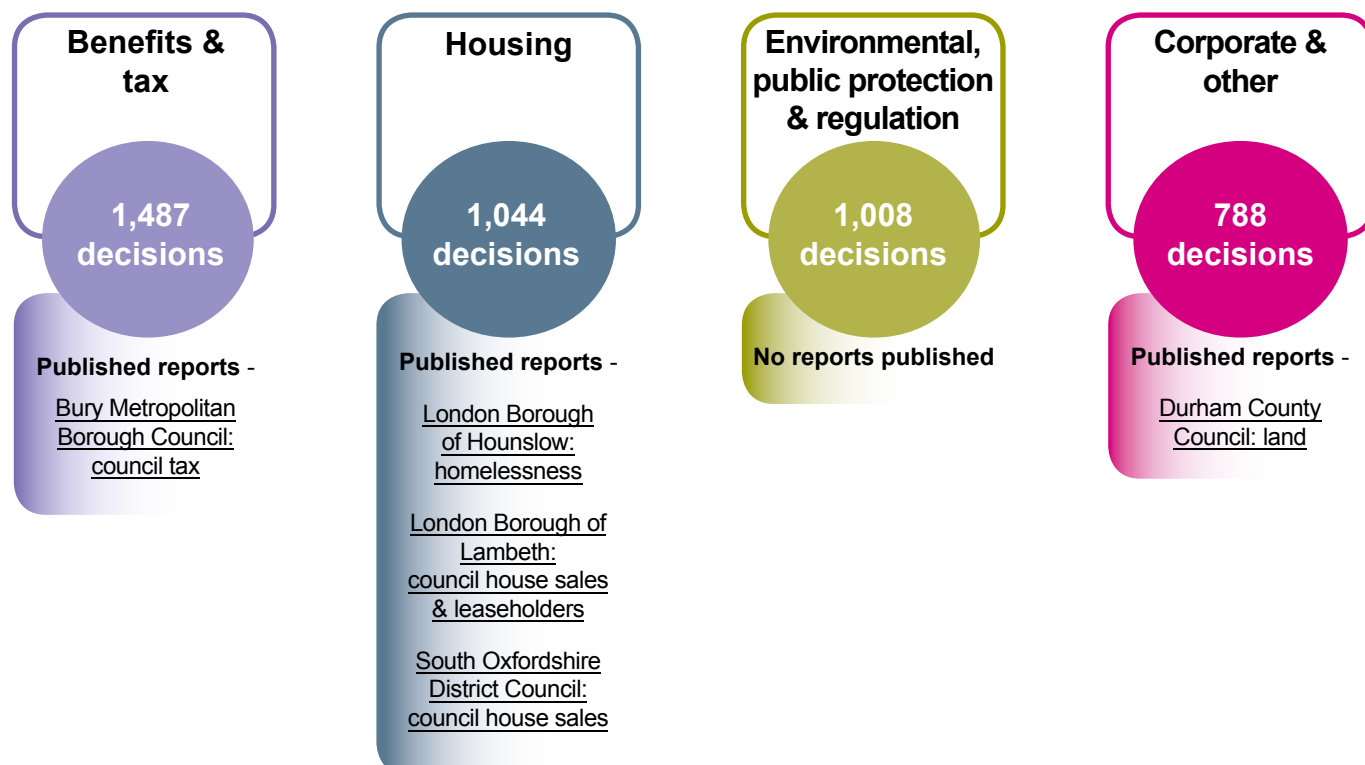 Benefits &
tax
1,487
decisions
Published reports -
Bury Metropolitan
Borough Council:
council tax
Housing
1,044
decisions
Published reports -
London Borough
of Hounslow:
homelessness
London Borough of
Lambeth:
council house sales
& leaseholders
South Oxfordshire
District Council:
council house sales
Environmental,
public protection
& regulation
1,008
decisions
No reports published
Corporate &
other
788
decisions
Published reports -
Durham County
Council: land